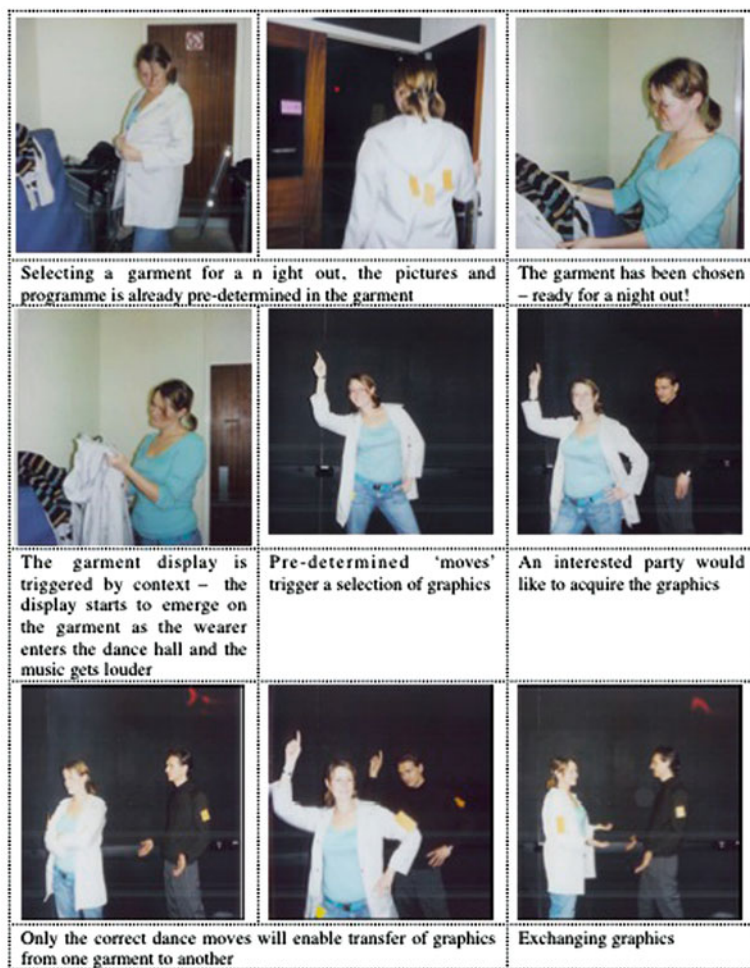 Selecting a garment for a n ight out, the pictures and
programme is already pre-determined in the garment
The garment has been chosen
– ready for a night out!
The garment display is
triggered by context – the
display starts to emerge on
the garment as the wearer
enters the dance hall and the
music gets louder
Pre-determined ‘moves’
trigger a selection of graphics
An interested party would
like to acquire the graphics
Only the correct dance moves will enable transfer of graphics
from one garment to another
Exchanging graphics